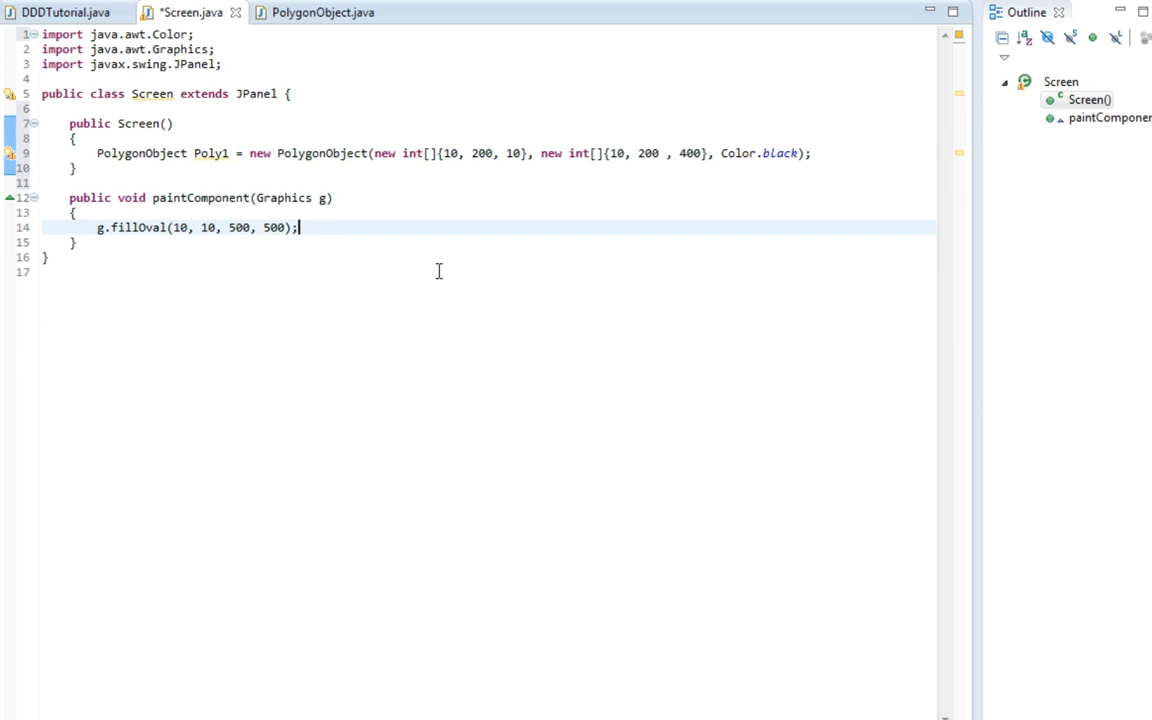 DDDTutorial.java *Screen.java PolygonObject.java Outline
1 import java.awt.Color;
2 import java.awt.Graphics;
3 import javax.swing.JPanel;
4
5 public class Screen extends JPanel {
6
7 public Screen()
8 {
9 PolygonObject Poly1 = new PolygonObject(new int[]{10, 200, 10}, new int[]{10, 200 , 400}, Color.black);
10 }
11
12 public void paintComponent(Graphics g)
13 {
14 g.fillOval(10, 10, 500, 500);
15 }
16 }
17
Screen
Screen()
paintComponen